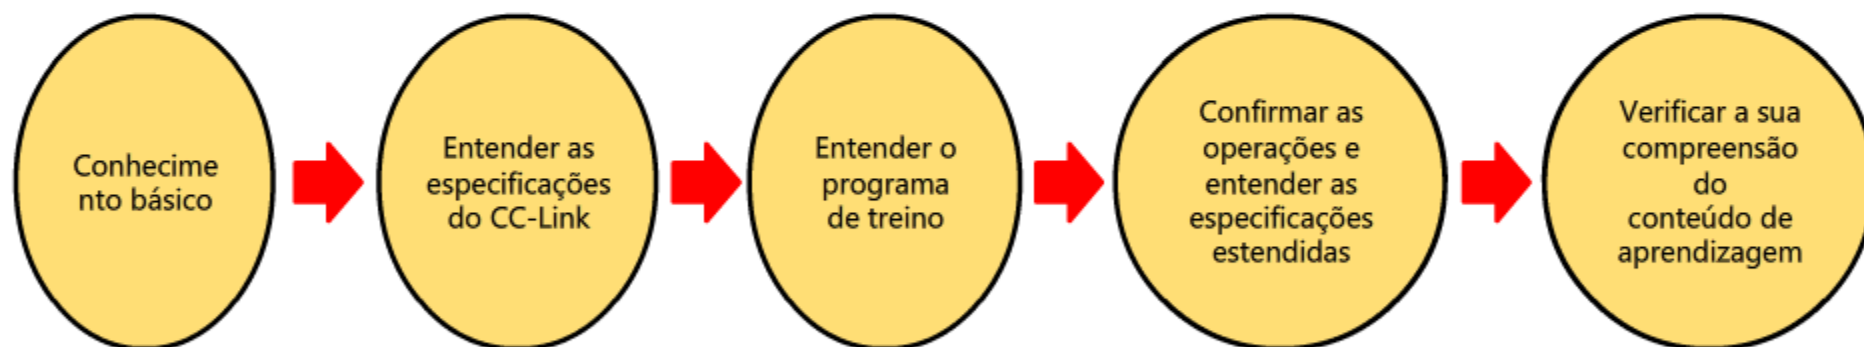 Conhecime
nto básico
Entender as
especificações
do CC-Link
Entender o
programa
de treino
Confirmar as
operações e
entender as
especificações
estendidas
Verificar a sua
compreensão
do
conteúdo de
aprendizagem